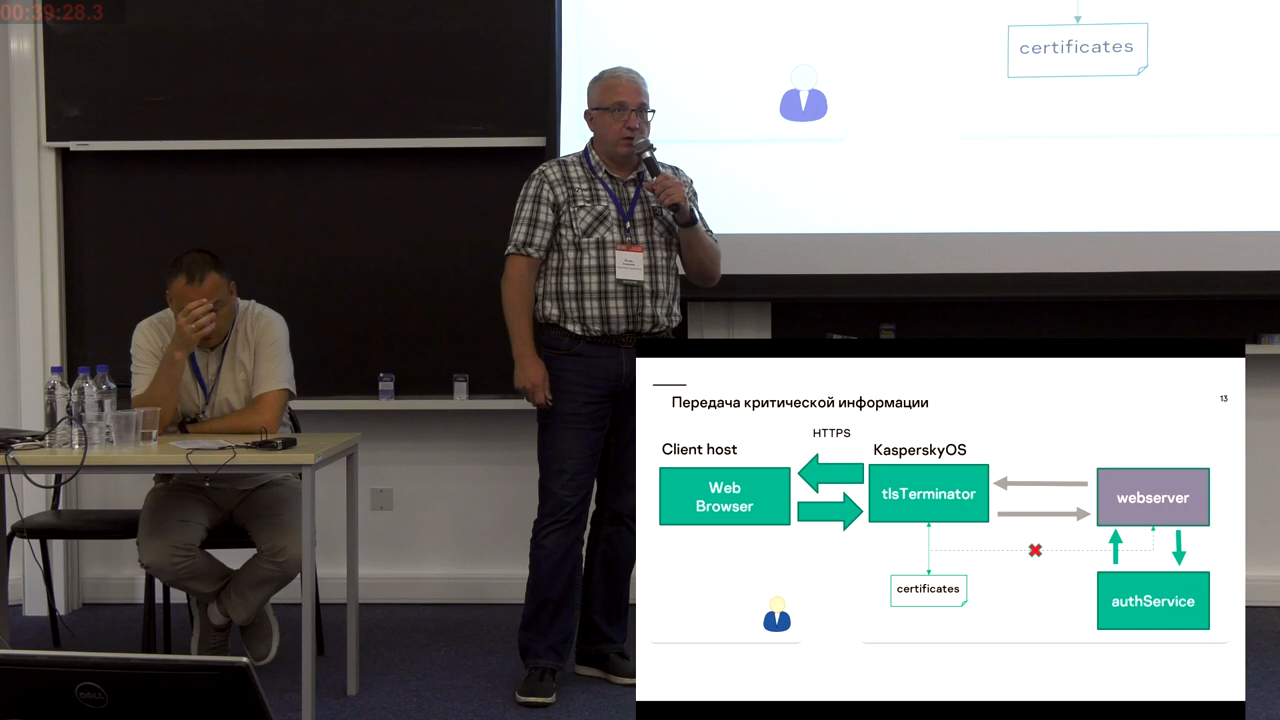 00:39:28.3
certificates
DELL
Передача критической информации
13
HTTPS
Client host
KasperskyOS
Web
Browser
tlsTerminator
webserver
certificates
authService